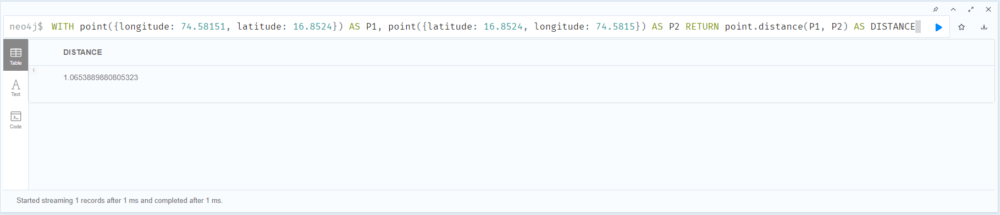 neo4j$ WITH point({longitude: 74.58151, latitude: 16.8524}) AS P1, point({latitude: 16.8524, longitude: 74.5815}) AS P2 RETURN point.distance(P1, P2) AS DISTANCE
Table
DISTANCE
1
1.0653889880805323
A
Text
Code
Started streaming 1 records after 1 ms and completed after 1 ms.